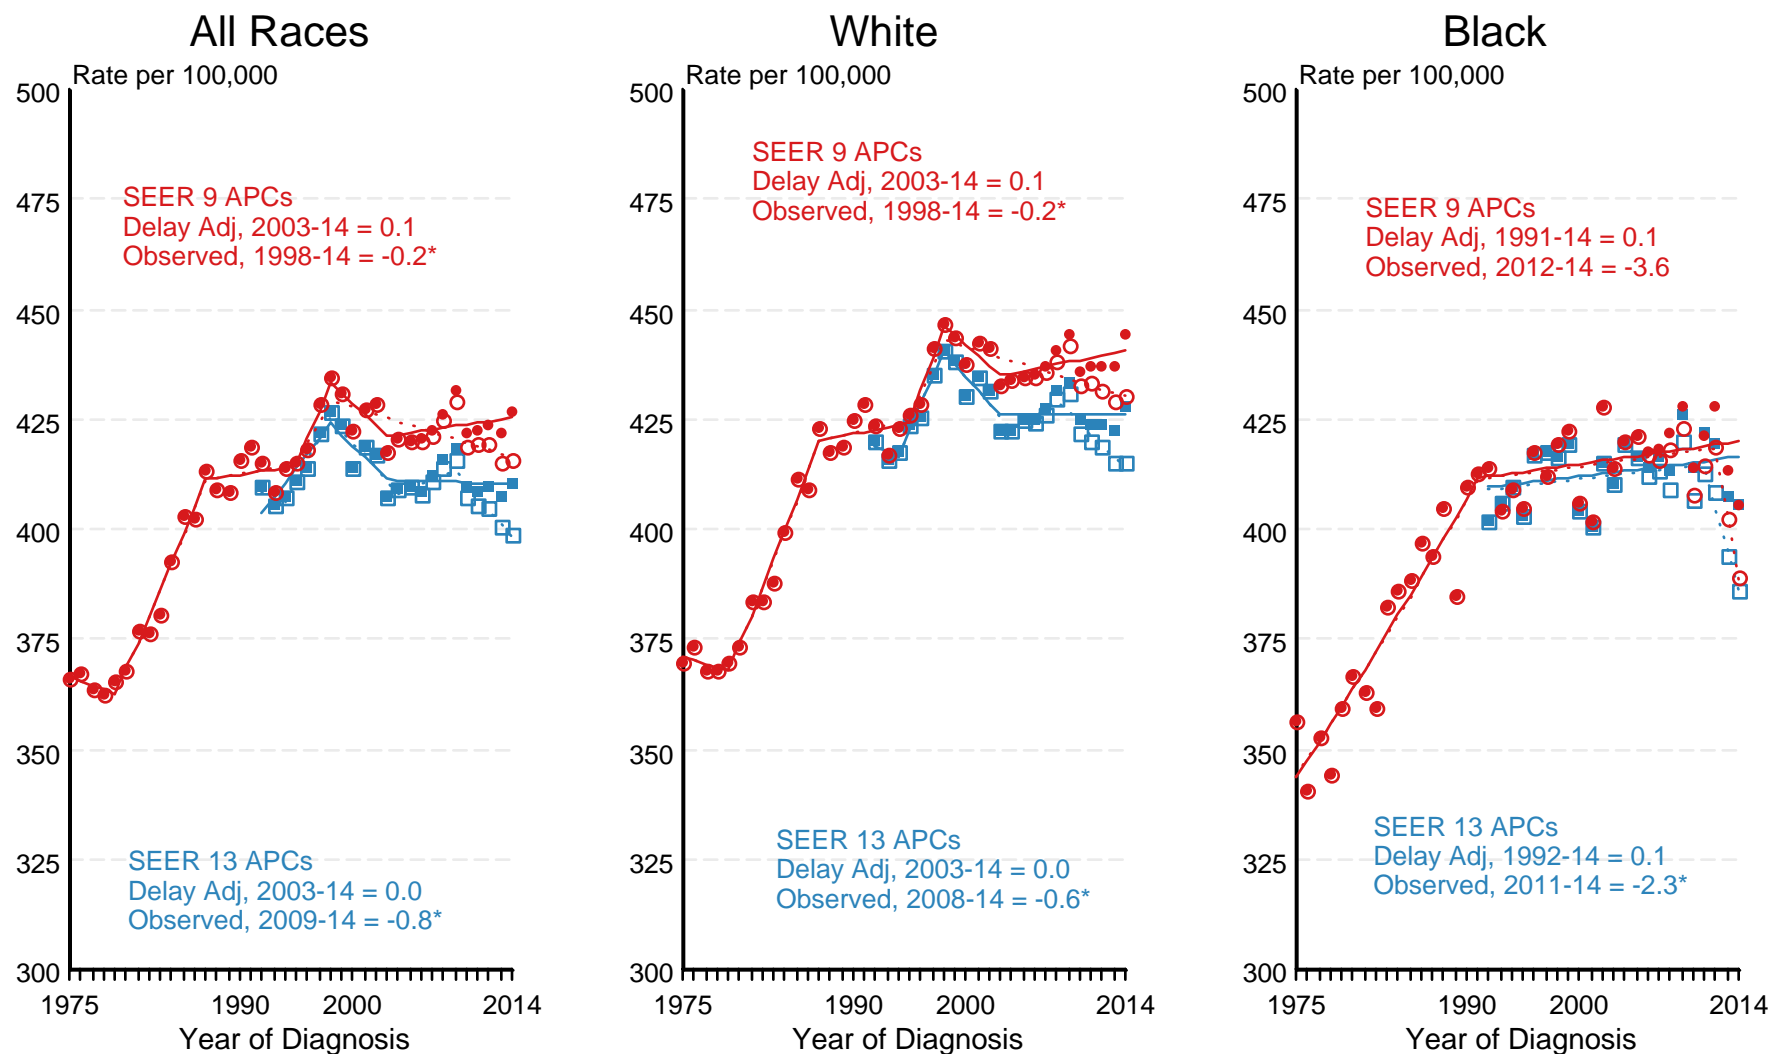 All Races
Rate per 100,000
500
475
450
425
400
375
350
325
300
SEER 9 APCs
Delay Adj, 2003-14 = 0.1
Observed, 1998-14 = -0.2*
SEER 13 APCs
Delay Adj, 2003-14 = 0.0
Observed, 2009-14 = -0.8*
1975 1990 2000 2014
Year of Diagnosis
White
Rate per 100,000
500
475
450
425
400
375
350
325
300
SEER 9 APCs
Delay Adj, 2003-14 = 0.1
Observed, 1998-14 = -0.2*
SEER 13 APCs
Delay Adj, 2003-14 = 0.0
Observed, 2008-14 = -0.6*
1975 1990 2000 2014
Year of Diagnosis
Black
Rate per 100,000
500
475
450
425
400
375
350
325
300
SEER 9 APCs
Delay Adj, 1991-14 = 0.1
Observed, 2012-14 = -3.6
SEER 13 APCs
Delay Adj, 1992-14 = 0.1
Observed, 2011-14 = -2.3*
1975 1990 2000 2014
Year of Diagnosis